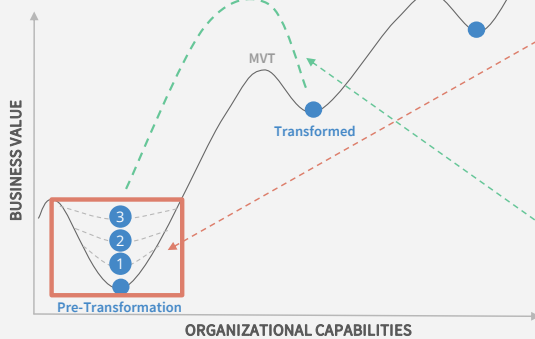 MVT
Transformed
BUSINESS VALUE
3
2
1
Pre-Transformation
ORGANIZATIONAL CAPABILITIES